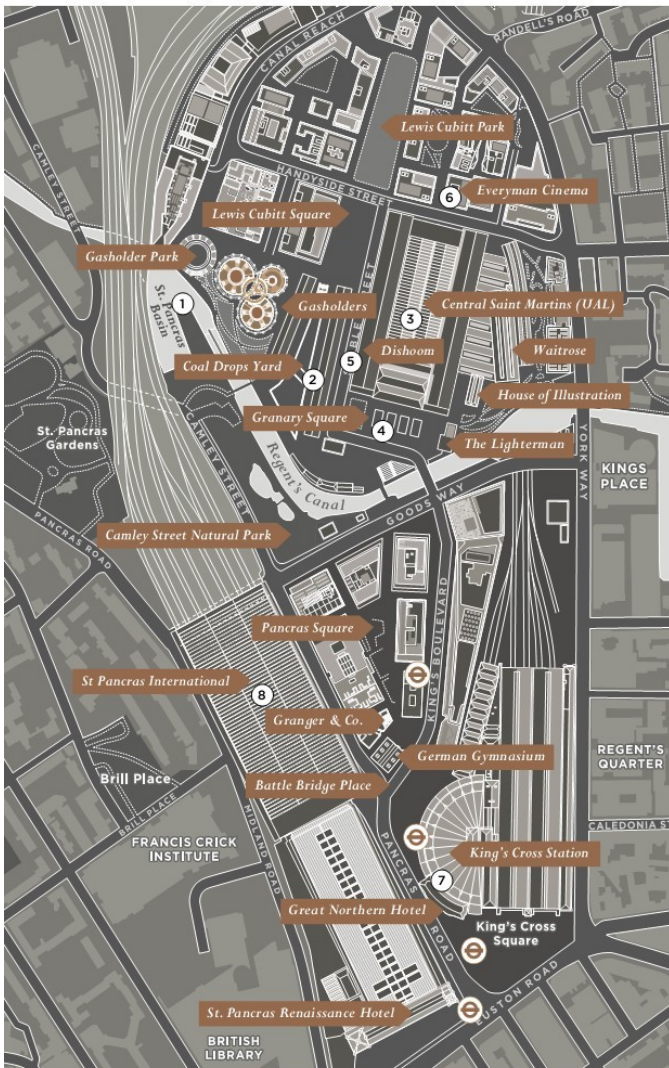 RANDELL'S ROAD
CANAL REACH
CAMLEY STREET
Lewis Cubitt Park
HANDYSIDE STREET
6
Everyman Cinema
Lewis Cubitt Square
Gasholder Park
St. Pancras
Basin
1
Gasholders
3
Central Saint Martins (UAL)
Dishoom
Waitrose
5
Coal Drops Yard
2
House of Illustration
Granary Square
4
The Lighterman
St. Pancras
Gardens
CAMLEY STREET
Regent's Canal
YORK WAY
KINGS
PLACE
GOODS WAY
PANCRAS ROAD
Camley Street Natural Park
Pancras Square
KING'S BOULEVARD
St Pancras International
8
Granger & Co.
German Gymnasium
REGENT'S
QUARTER
Brill Place
Battle Bridge Place
BRILL PLACE
MIDLAND ROAD
FRANCIS CRICK
INSTITUTE
CALEDONIA ST
PANCRAS ROAD
King's Cross Station
7
Great Northern Hotel
King's Cross
Square
St. Pancras Renaissance Hotel
EUSTON ROAD
BRITISH
LIBRARY